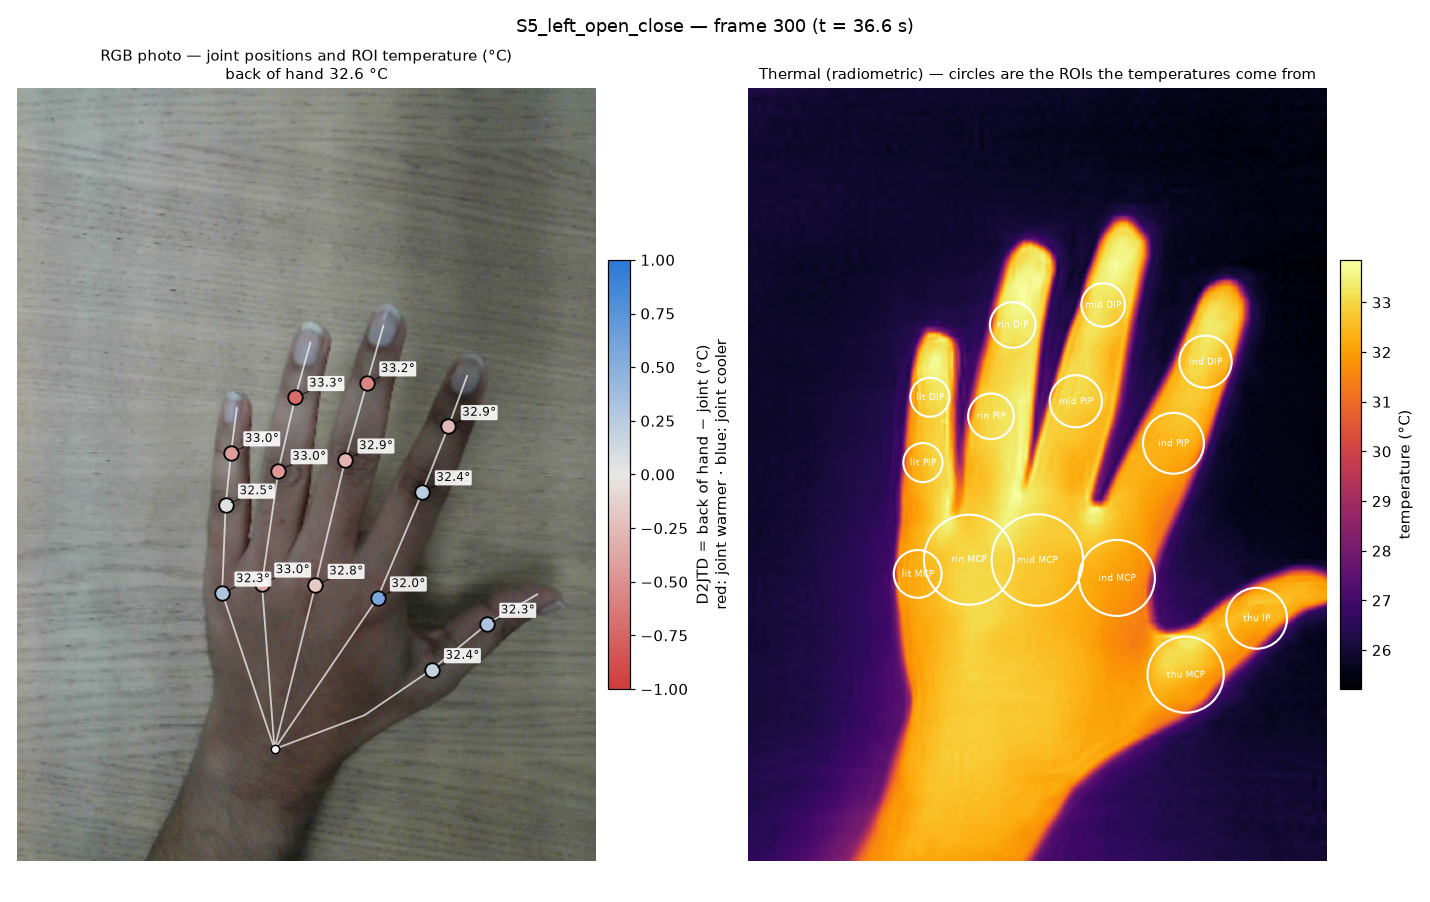 S5_left_open_close — frame 300 (t = 36.6 s)
RGB photo — joint positions and ROI temperature (°C)
back of hand 32.6 °C
33.3°
33.2°
32.9°
33.0°
33.0°
32.9°
32.5°
32.4°
32.3°
33.0°
32.8°
32.0°
32.3°
32.4°
1.00
0.75
0.50
0.25
0.00
−0.25
−0.50
−0.75
−1.00
D2JTD = back of hand − joint (°C)
red: joint warmer · blue: joint cooler
Thermal (radiometric) — circles are the ROIs the temperatures come from
mid DIP
rin DIP
ind DIP
lit DIP
mid PIP
rin PIP
ind PIP
lit PIP
rin MCP
mid MCP
lit MCP
ind MCP
thu IP
thu MCP
33
32
31
30
29
28
27
26
temperature (°C)